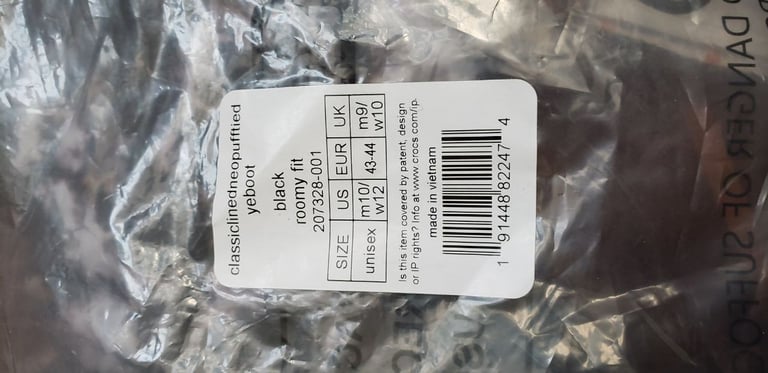 classiclinedneopufftied
yeboot
black
roomy fit
207328-001
SIZE US EUR UK
unisex m10/ w12 43-44 m9/ w10
Is this item covered by patent, design
or IP rights? Info at www.crocs.com/ip.
made in vietnam
1 91448 82247 4
DANGER OF SUFFOC